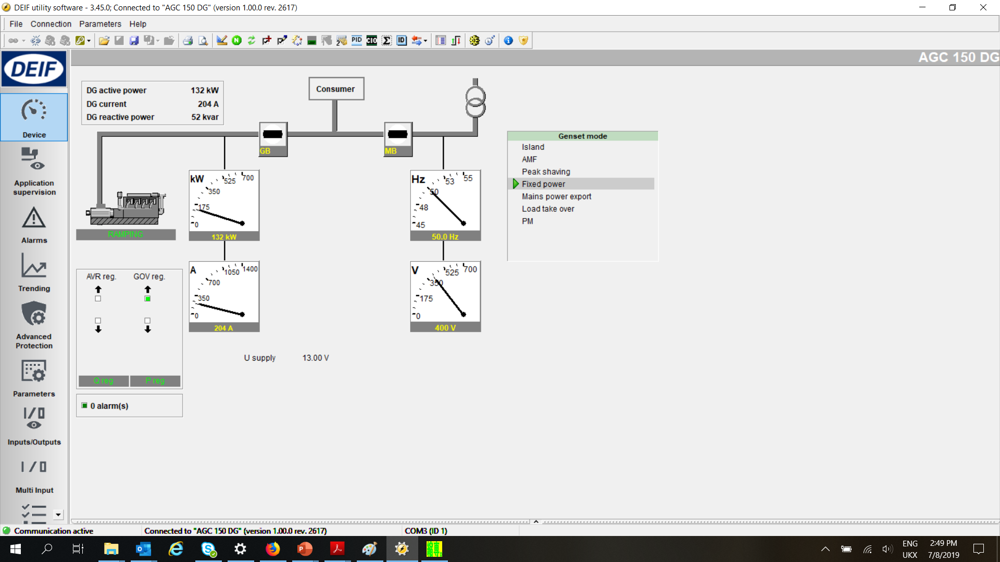 DEIF utility software - 3.45.0; Connected to "AGC 150 DG" (version 1.00.0 rev. 2617)
File Connection Parameters Help
PID CIO Σ ID
AGC 150 DG
DEIF
Device
Application supervision
Alarms
Trending
Advanced Protection
Parameters
I/O
Inputs/Outputs
I/O
Multi Input
DG active power 132 kW
DG current 204 A
DG reactive power 52 kvar
Consumer
GB
MB
RAMPING
kW
0 175 350 525 700
132 kW
Hz
45 48 50 53 55
50.0 Hz
A
0 350 700 1050 1400
204 A
V
0 175 350 525 700
400 V
Genset mode
Island
AMF
Peak shaving
Fixed power
Mains power export
Load take over
PM
AVR reg. GOV reg.
Q reg P reg
0 alarm(s)
U supply 13.00 V
Communication active
Connected to "AGC 150 DG" (version 1.00.0 rev. 2617)
COM3 (ID 1)
ENG
UKX
2:49 PM
7/8/2019